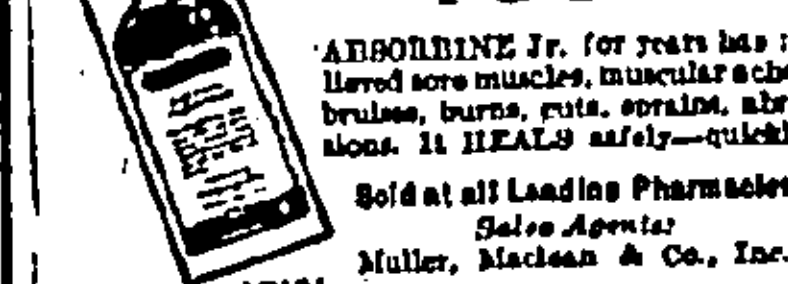 ABSORBINE Jr. for years has r
lieved sore muscles, muscular ache
bruises, burns, cuts, sprains, abr
sions. It HEALS safely—quickl
Sold at all Leading Pharmacies
Sales Agents:
Muller, Maclean & Co., Inc.